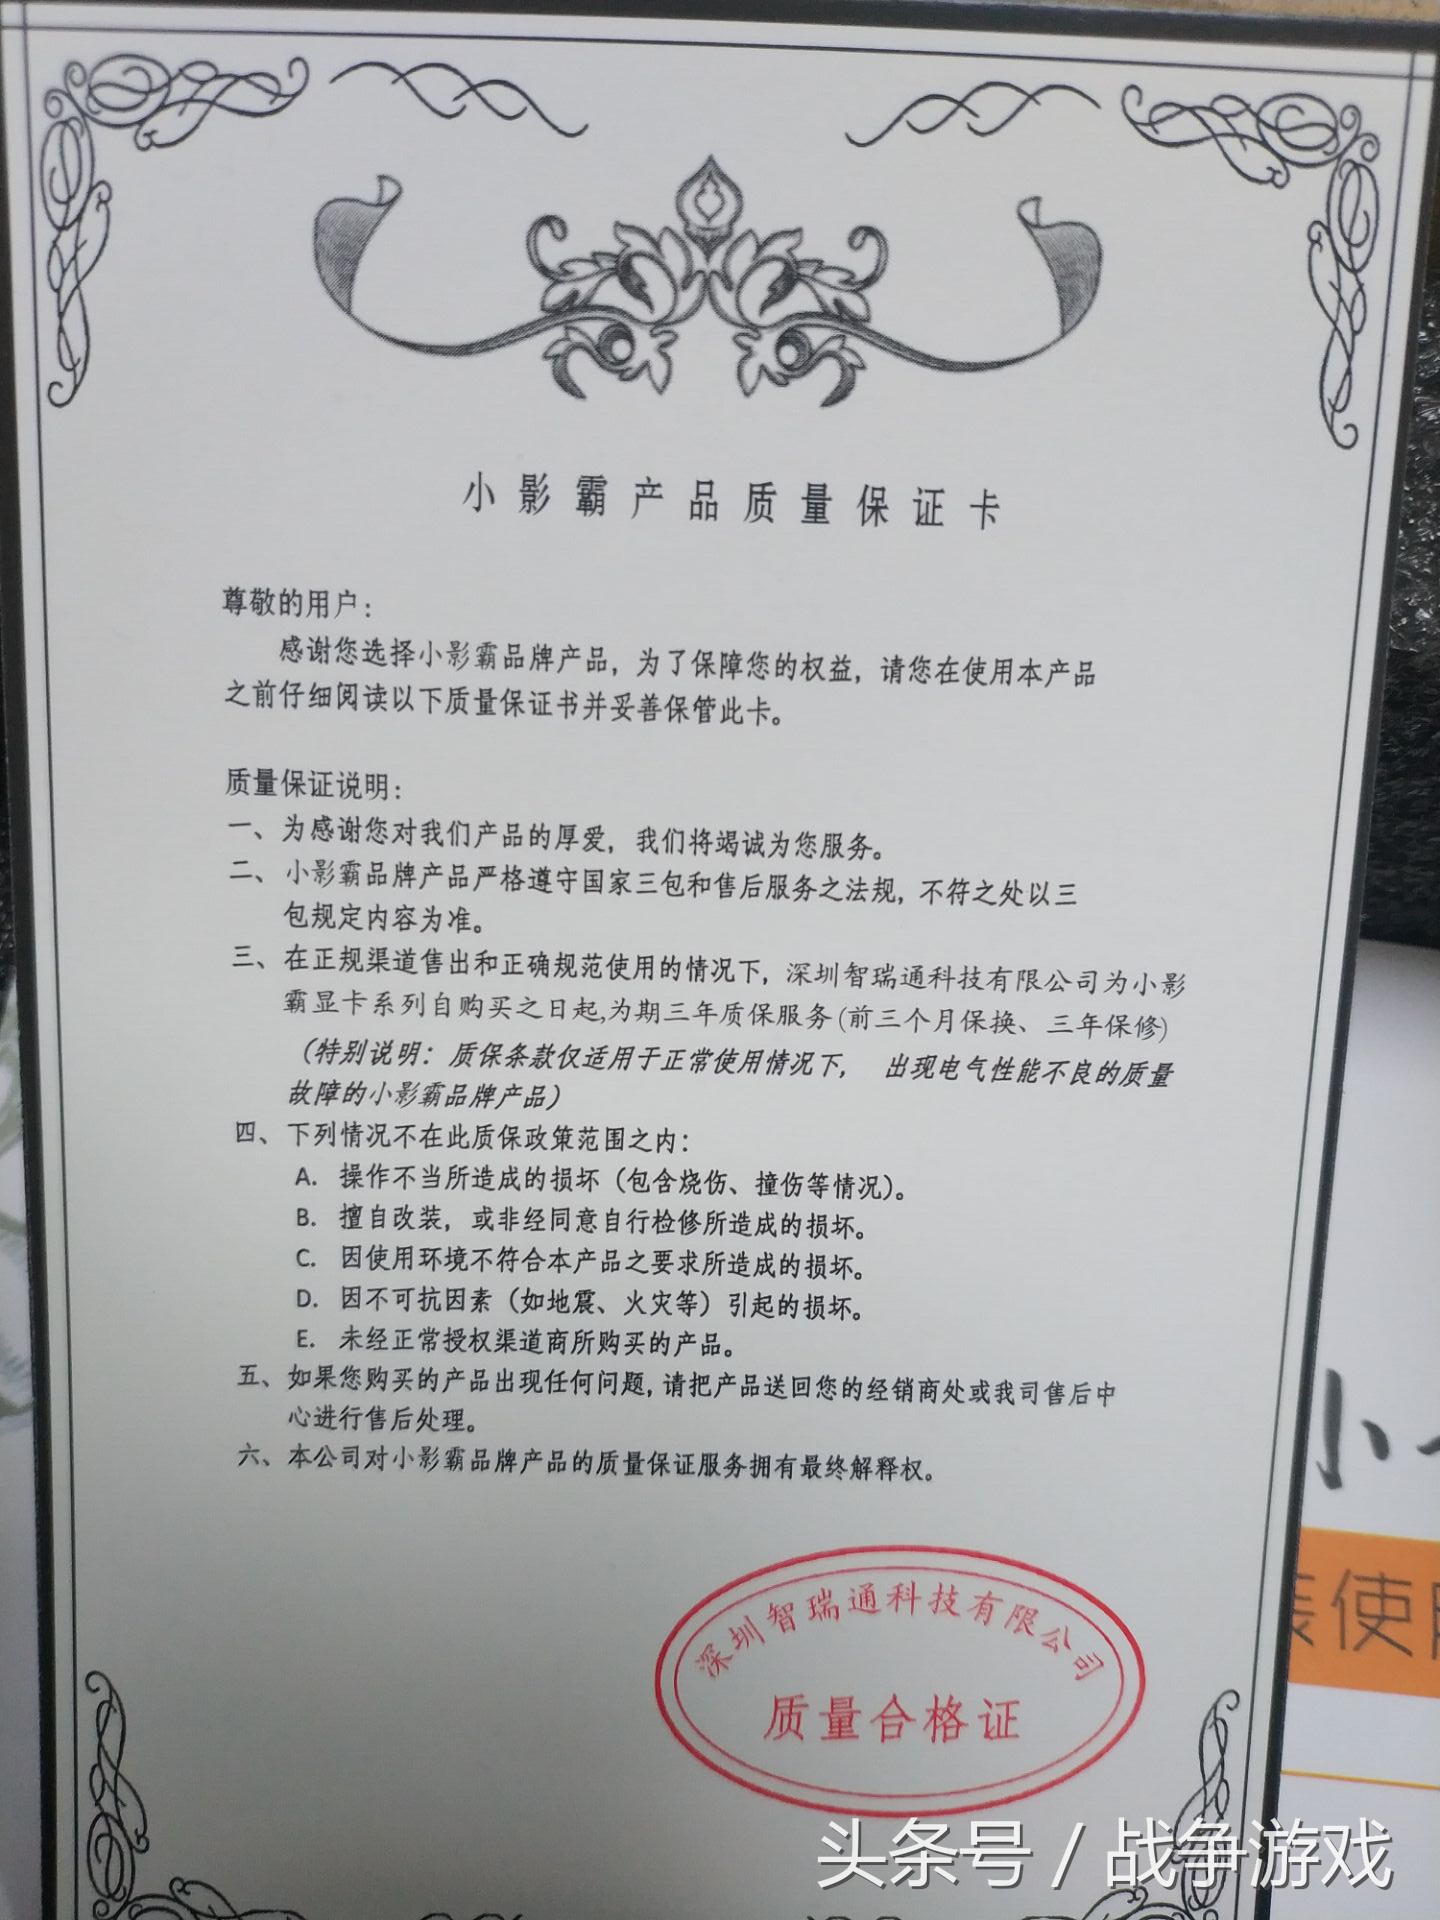 小影霸产品质量保证卡
尊敬的用户：
感谢您选择小影霸品牌产品，为了保障您的权益，请您在使用本产品
之前仔细阅读以下质量保证书并妥善保管此卡。
质量保证说明：
一、为感谢您对我们产品的厚爱，我们将竭诚为您服务。
二、小影霸品牌产品严格遵守国家三包和售后服务之法规，不符之处以三
包规定内容为准。
三、在正规渠道售出和正确规范使用的情况下，深圳智瑞通科技有限公司为小影
霸显卡系列自购买之日起,为期三年质保服务(前三个月保换、三年保修)
（特别说明：质保条款仅适用于正常使用情况下， 出现电气性能不良的质量
故障的小影霸品牌产品）
四、下列情况不在此质保政策范围之内：
A. 操作不当所造成的损坏（包含烧伤、撞伤等情况）。
B. 擅自改装，或非经同意自行检修所造成的损坏。
C. 因使用环境不符合本产品之要求所造成的损坏。
D. 因不可抗因素（如地震、火灾等）引起的损坏。
E. 未经正常授权渠道商所购买的产品。
五、如果您购买的产品出现任何问题,请把产品送回您的经销商处或我司售后中
心进行售后处理。
六、本公司对小影霸品牌产品的质量保证服务拥有最终解释权。
深圳智瑞通科技有限公司
质量合格证
小
使
头条号 / 战争游戏